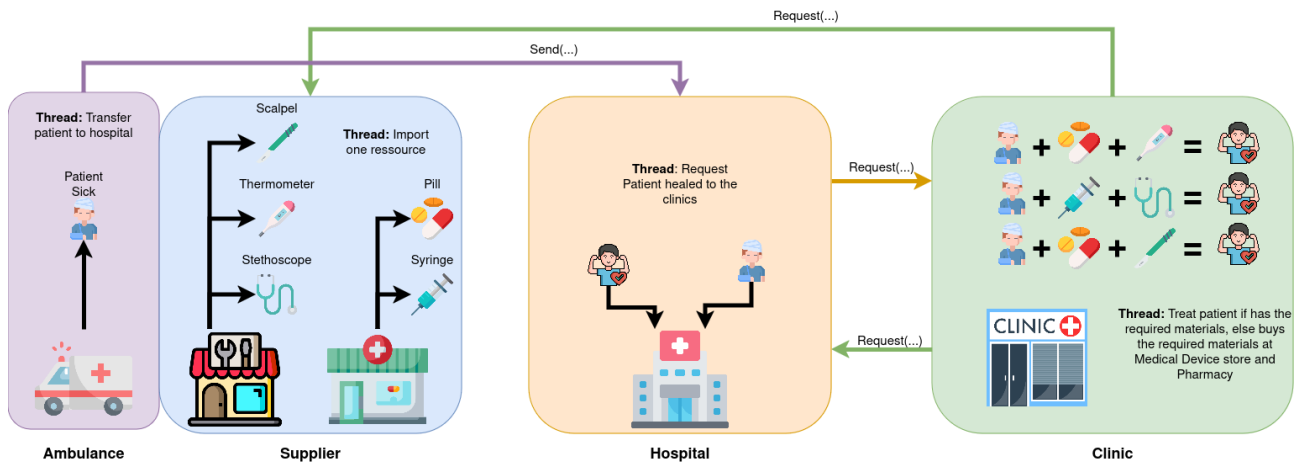 Request(...)
Send(...)
Thread: Transfer
patient to hospital
Patient
Sick
Scalpel
Thread: Import
one ressource
Thermometer
Pill
Stethoscope
Syringe
Thread: Request
Patient healed to the
clinics
Request(...)
Request(...)
CLINIC
Thread: Treat patient if has the
required materials, else buys
the required materials at
Medical Device store and
Pharmacy
Ambulance
Supplier
Hospital
Clinic